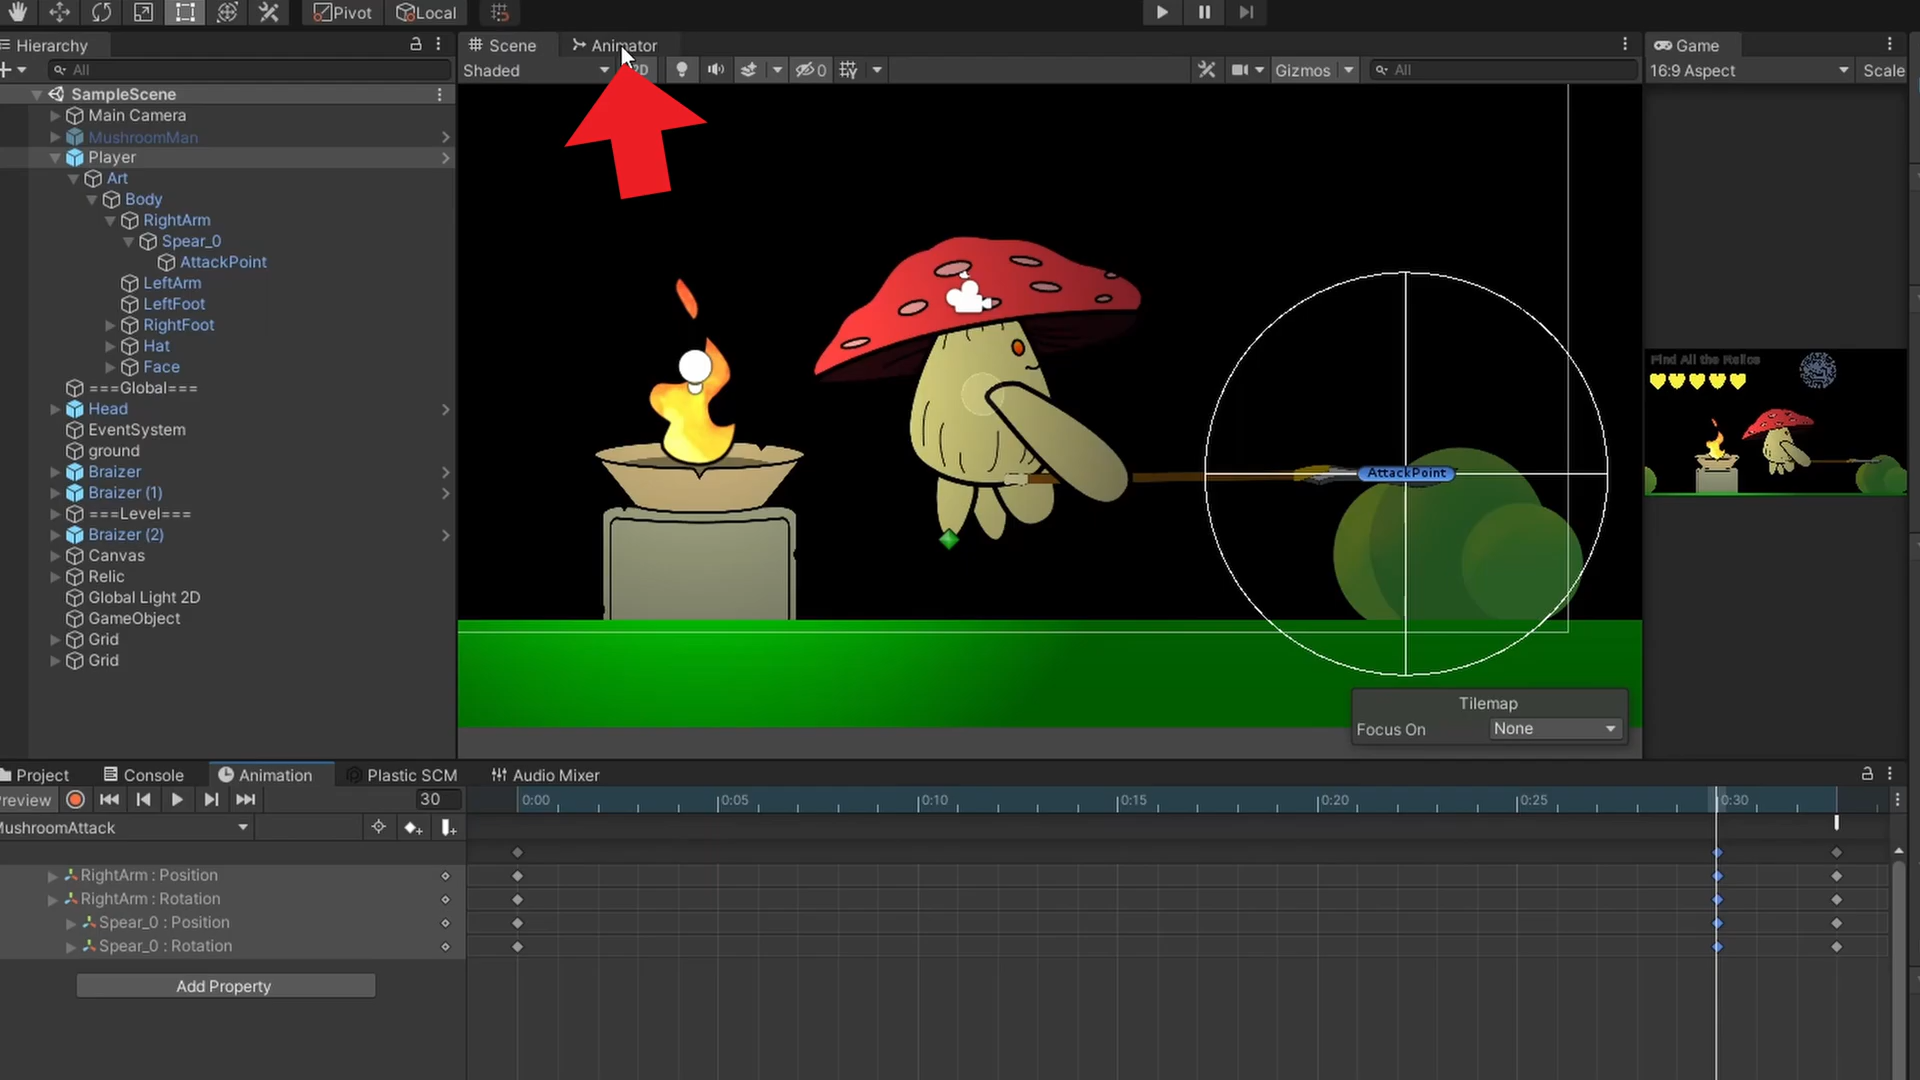 Pivot Local
Hierarchy
Scene
Animator
Game
All
Shaded
2D
0
Gizmos
All
16:9 Aspect
Scale
SampleScene
Main Camera
MushroomMan
Player
Art
Body
RightArm
Spear_0
AttackPoint
LeftArm
LeftFoot
RightFoot
Hat
Face
===Global===
Head
EventSystem
ground
Braizer
Braizer (1)
===Level===
Braizer (2)
Canvas
Relic
Global Light 2D
GameObject
Grid
Grid
AttackPoint
Find All the Relics
Tilemap
Focus On None
Project
Console
Animation
Plastic SCM
Audio Mixer
review
30
0:00 0:05 0:10 0:15 0:20 0:25 0:30
MushroomAttack
RightArm : Position
RightArm : Rotation
Spear_0 : Position
Spear_0 : Rotation
Add Property